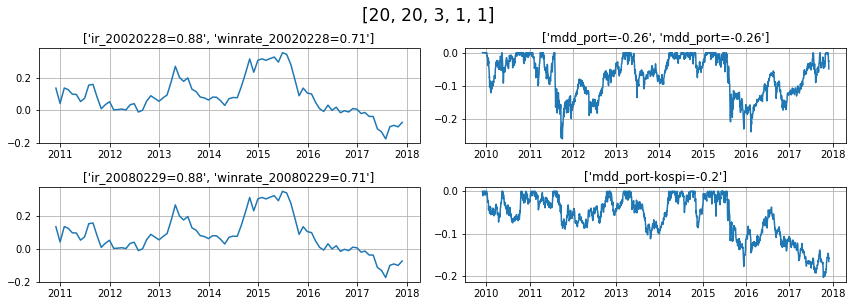 [20, 20, 3, 1, 1]
['ir_20020228=0.88', 'winrate_20020228=0.71']
0.2
0.0
−0.2
2011 2012 2013 2014 2015 2016 2017 2018
['mdd_port=-0.26', 'mdd_port=-0.26']
0.0
−0.1
−0.2
2010 2011 2012 2013 2014 2015 2016 2017 2018
['ir_20080229=0.88', 'winrate_20080229=0.71']
0.2
0.0
−0.2
2011 2012 2013 2014 2015 2016 2017 2018
['mdd_port-kospi=-0.2']
0.0
−0.1
−0.2
2010 2011 2012 2013 2014 2015 2016 2017 2018